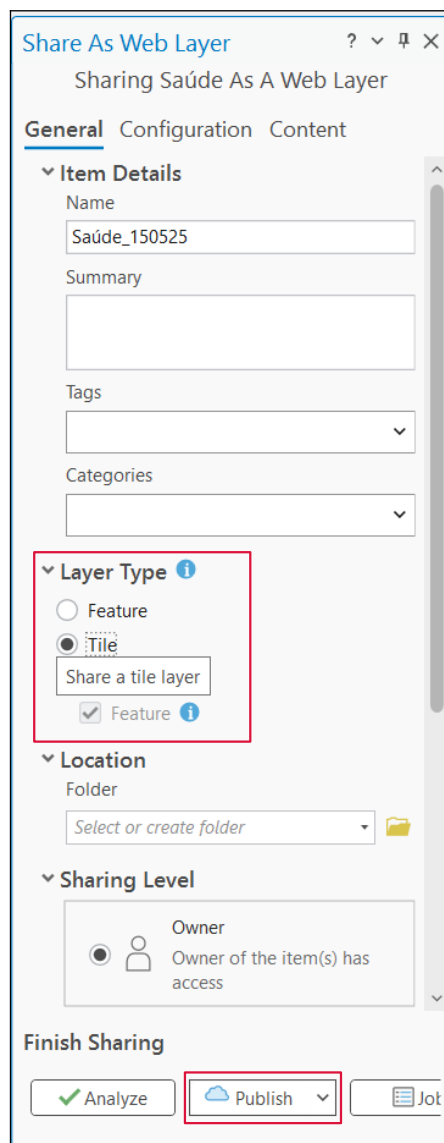 Share As Web Layer
?
Sharing Saúde As A Web Layer
General Configuration Content
Item Details
Name
Saúde_150525
Summary
Tags
Categories
Layer Type
Feature
Tile
Share a tile layer
Feature
Location
Folder
Select or create folder
Sharing Level
Owner
Owner of the item(s) has
access
Finish Sharing
Analyze Publish